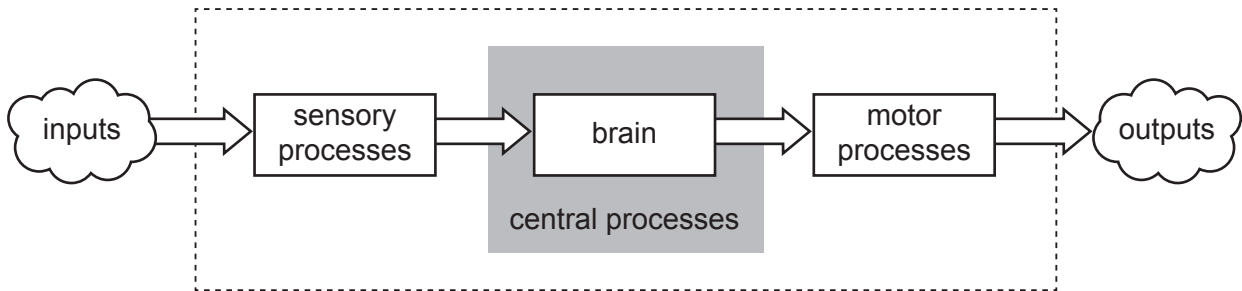 inputs
sensory
processes
brain
central processes
motor
processes
outputs